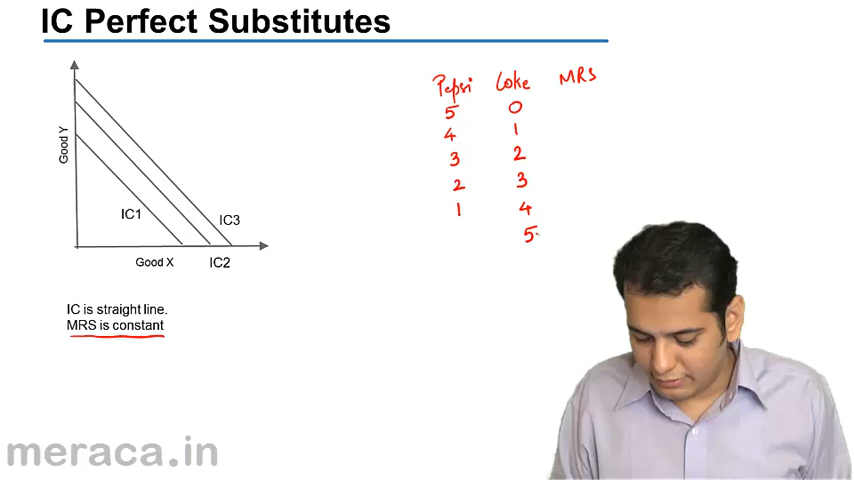 IC Perfect Substitutes
Good Y
IC1
IC3
Good X
IC2
IC is straight line.
MRS is constant
Pepsi Coke MRS
5 0
4 1
3 2
2 3
1 4
5
meraca.in